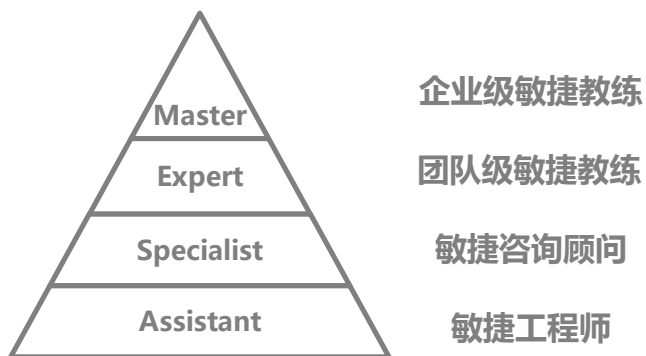 Master
企业级敏捷教练
Expert
团队级敏捷教练
Specialist
敏捷咨询顾问
Assistant
敏捷工程师